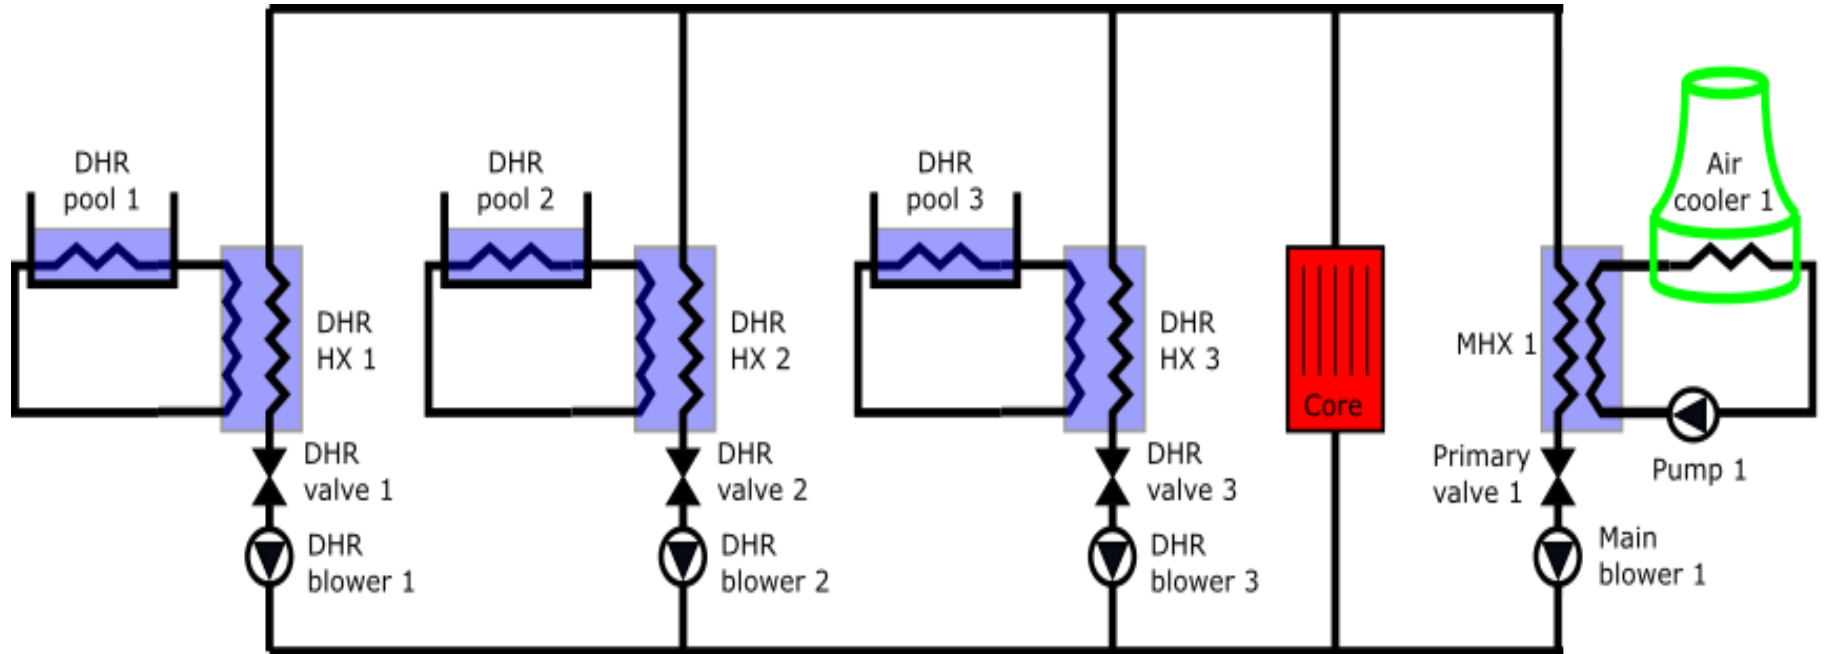 DHR
pool 1
DHR
HX 1
DHR
valve 1
DHR
blower 1
DHR
pool 2
DHR
HX 2
DHR
valve 2
DHR
blower 2
DHR
pool 3
DHR
HX 3
DHR
valve 3
DHR
blower 3
Core
Air
cooler 1
MHX 1
Pump 1
Primary
valve 1
Main
blower 1